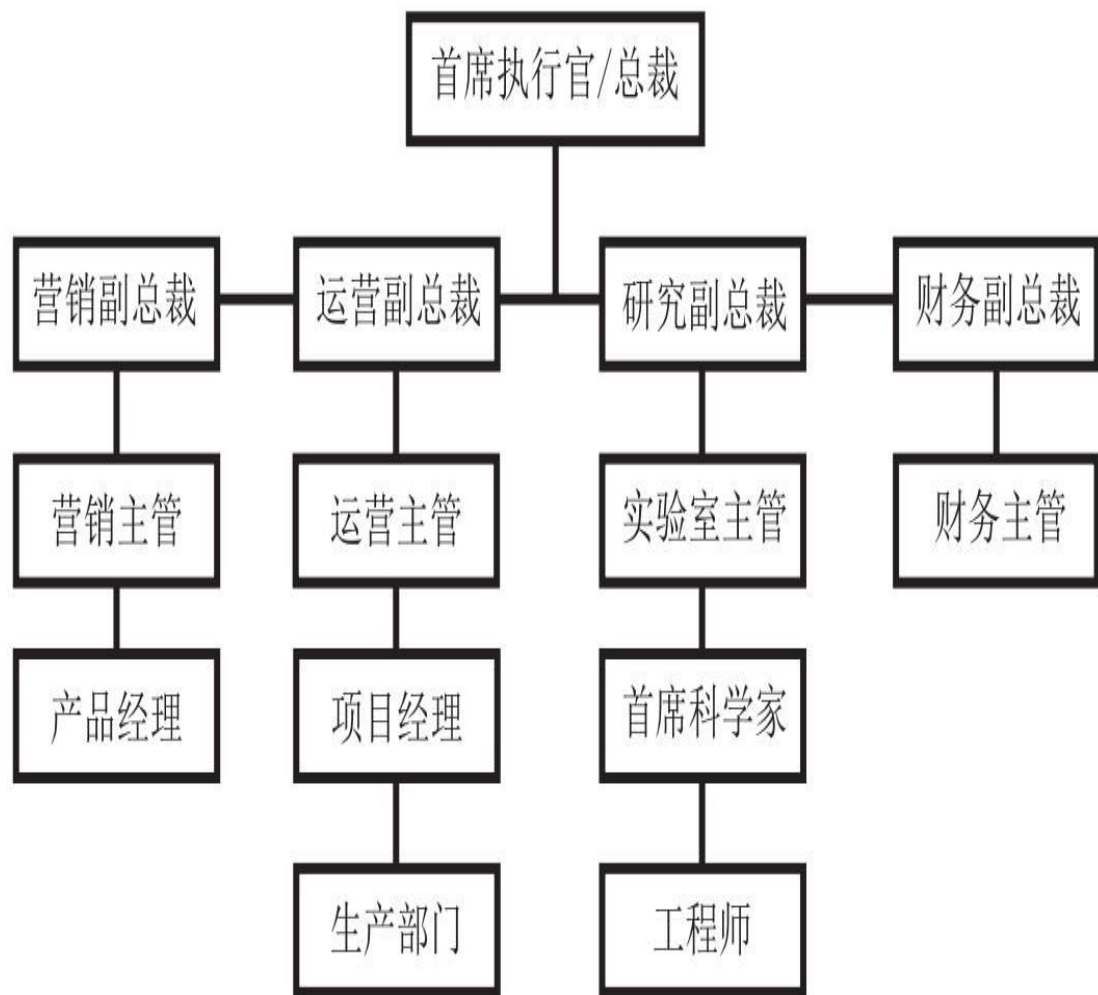 首席执行官/总裁
营销副总裁
运营副总裁
研究副总裁
财务副总裁
营销主管
运营主管
实验室主管
财务主管
产品经理
项目经理
首席科学家
生产部门
工程师